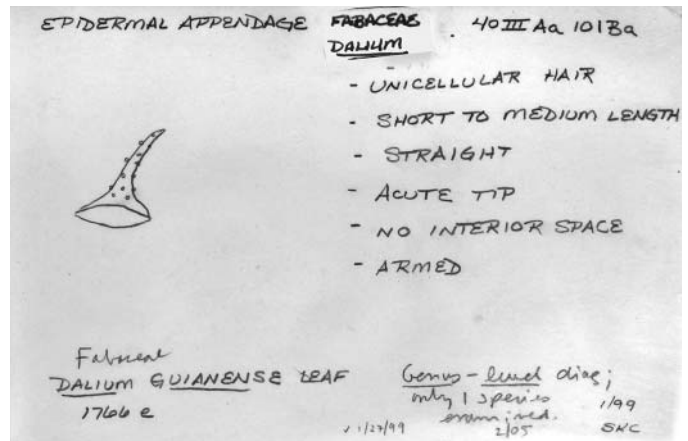 EPIDERMAL APPENDAGE FABACEAE . 40 III Aa 101Ba
DALIUM
- UNICELLULAR HAIR
- SHORT TO MEDIUM LENGTH
- STRAIGHT
- ACUTE TIP
- NO INTERIOR SPACE
- ARMED
Fabaceae
DALIUM GUIANENSE LEAF
1766 e
Genus - level diag;
only 1 species 1/99
examined.
✓ 1/27/99 2/05 SKC